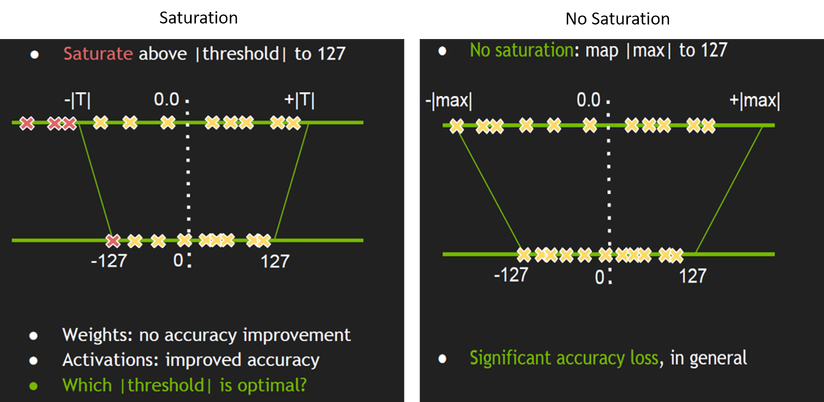 Saturation
• Saturate above |threshold| to 127
-|T| 0.0 +|T|
-127 0 127
• Weights: no accuracy improvement
• Activations: improved accuracy
• Which |threshold| is optimal?
No Saturation
• No saturation: map |max| to 127
-|max| 0.0 +|max|
-127 0 127
• Significant accuracy loss, in general